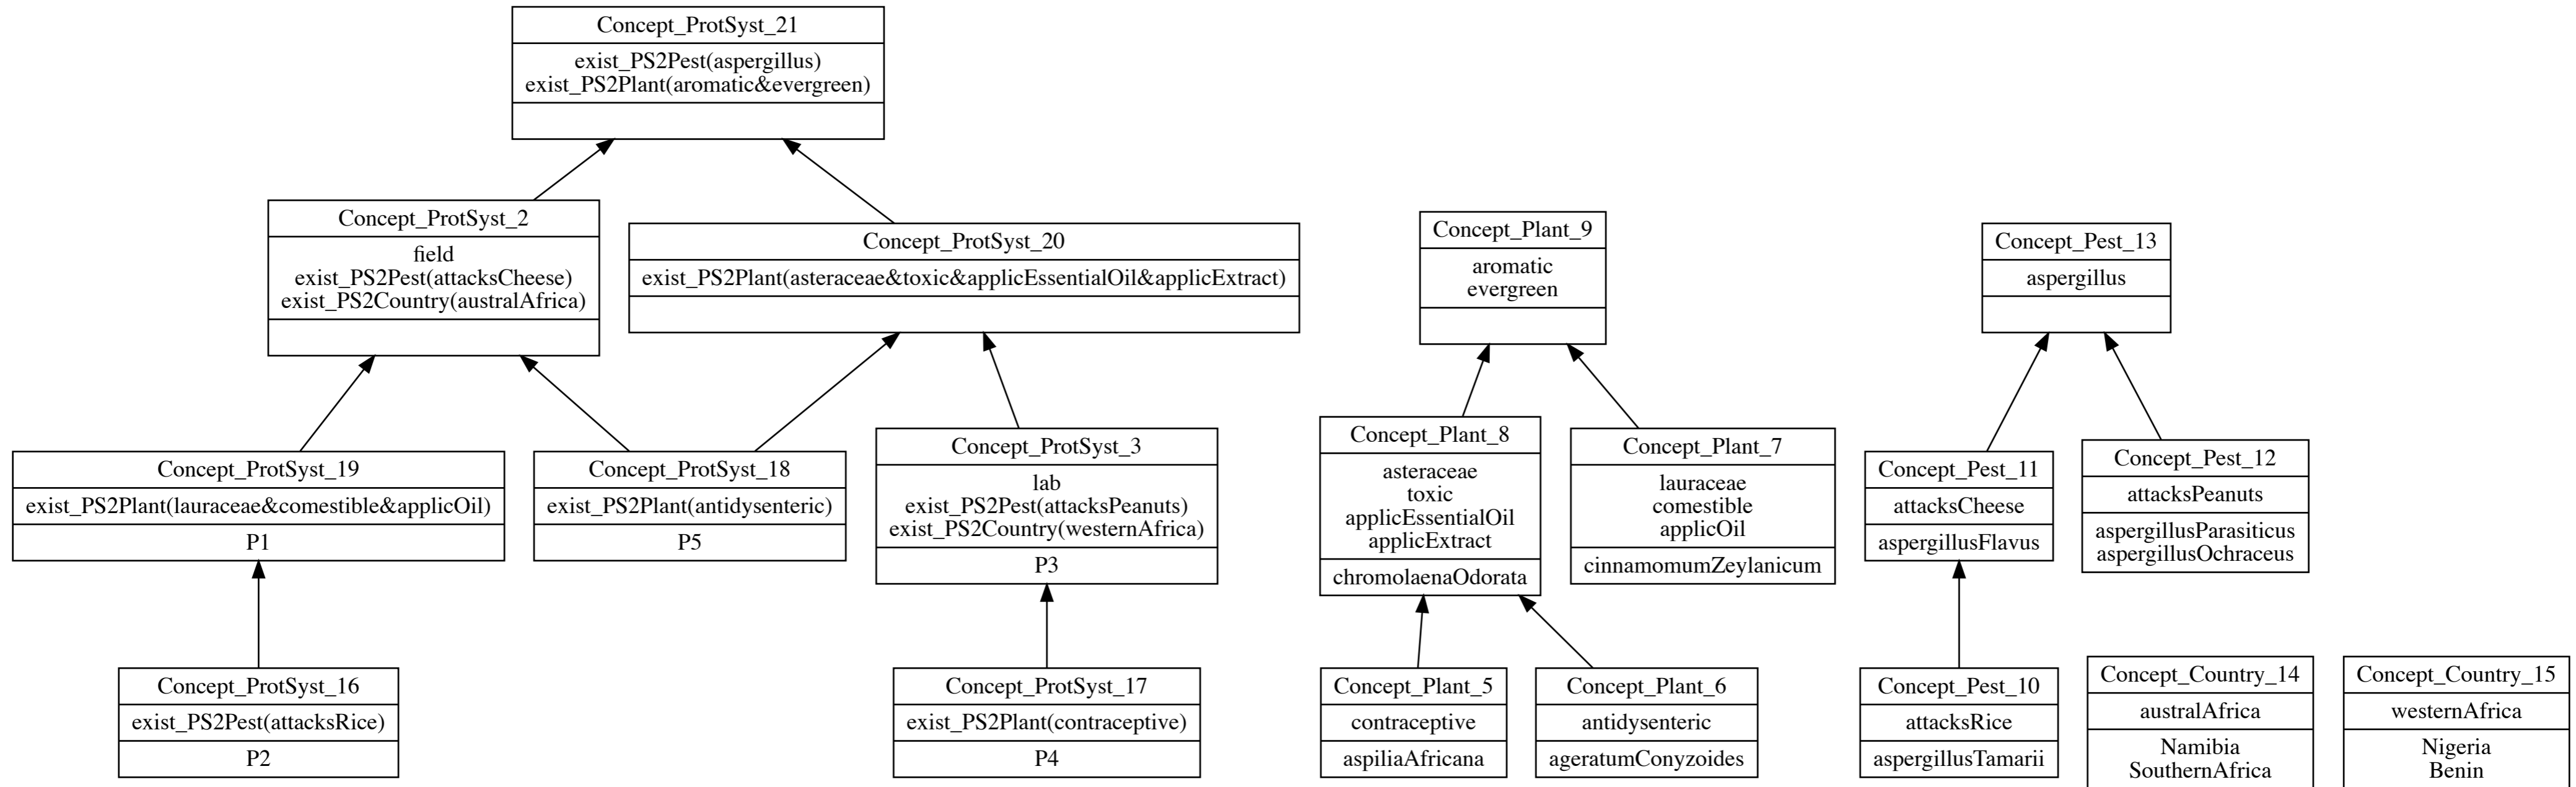 Concept_ProtSyst_21
exist_PS2Pest(aspergillus)
exist_PS2Plant(aromatic&evergreen)
Concept_ProtSyst_2
field
exist_PS2Pest(attacksCheese)
exist_PS2Country(australAfrica)
Concept_ProtSyst_20
exist_PS2Plant(asteraceae&toxic&applicEssentialOil&applicExtract)
Concept_Plant_9
aromatic
evergreen
Concept_Pest_13
aspergillus
Concept_ProtSyst_19
exist_PS2Plant(lauraceae&comestible&applicOil)
P1
Concept_ProtSyst_18
exist_PS2Plant(antidysenteric)
P5
Concept_ProtSyst_3
lab
exist_PS2Pest(attacksPeanuts)
exist_PS2Country(westernAfrica)
P3
Concept_Plant_8
asteraceae
toxic
applicEssentialOil
applicExtract
chromolaenaOdorata
Concept_Plant_7
lauraceae
comestible
applicOil
cinnamomumZeylanicum
Concept_Pest_11
attacksCheese
aspergillusFlavus
Concept_Pest_12
attacksPeanuts
aspergillusParasiticus
aspergillusOchraceus
Concept_ProtSyst_16
exist_PS2Pest(attacksRice)
P2
Concept_ProtSyst_17
exist_PS2Plant(contraceptive)
P4
Concept_Plant_5
contraceptive
aspiliaAfricana
Concept_Plant_6
antidysenteric
ageratumConyzoides
Concept_Pest_10
attacksRice
aspergillusTamarii
Concept_Country_14
australAfrica
Namibia
SouthernAfrica
Concept_Country_15
westernAfrica
Nigeria
Benin